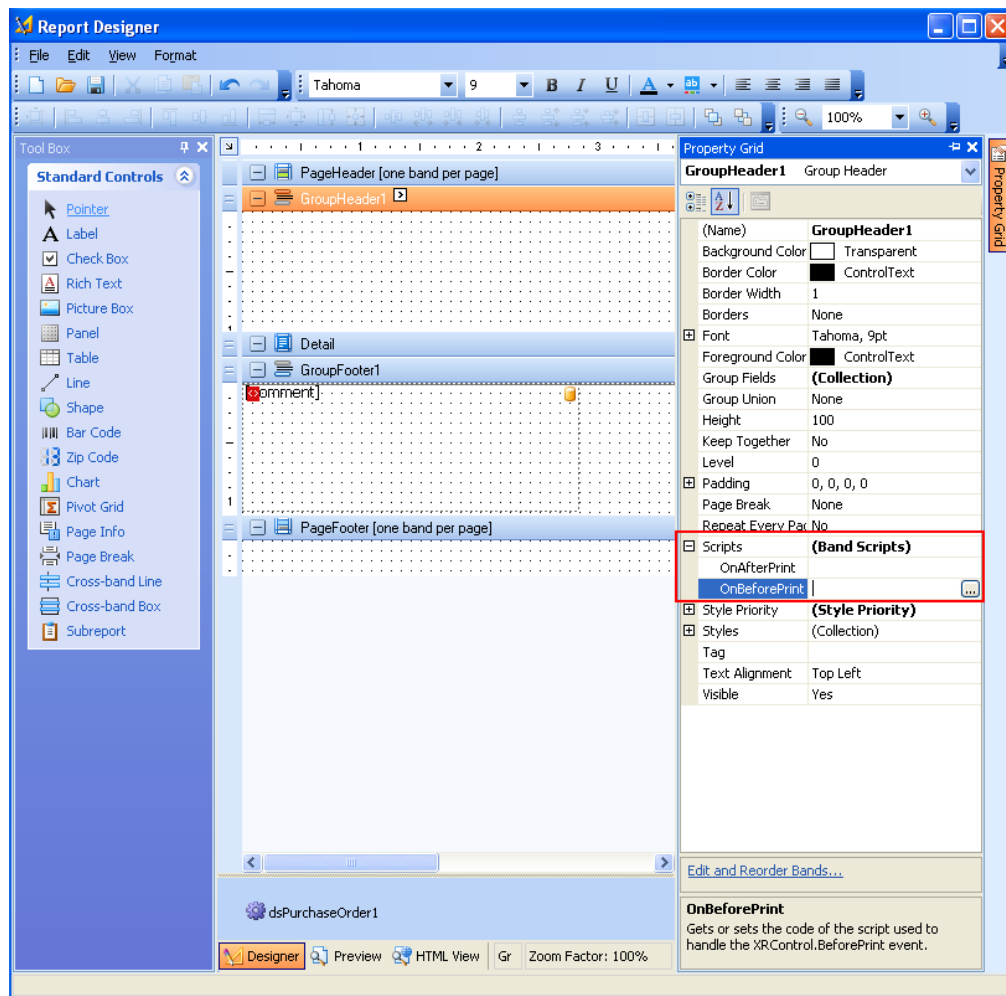 Report Designer
File Edit View Format
Tahoma 9 B I U A ab 100%
Tool Box
Standard Controls
Pointer
Label
Check Box
Rich Text
Picture Box
Panel
Table
Line
Shape
Bar Code
Zip Code
Chart
Pivot Grid
Page Info
Page Break
Cross-band Line
Cross-band Box
Subreport
1 2 3
PageHeader [one band per page]
GroupHeader1
1
Detail
GroupFooter1
omment]
1
PageFooter [one band per page]
dsPurchaseOrder1
Designer Preview HTML View Gr Zoom Factor: 100%
Property Grid
GroupHeader1 Group Header
(Name) GroupHeader1
Background Color Transparent
Border Color ControlText
Border Width 1
Borders None
Font Tahoma, 9pt
Foreground Color ControlText
Group Fields (Collection)
Group Union None
Height 100
Keep Together No
Level 0
Padding 0, 0, 0, 0
Page Break None
Repeat Every Pac No
Scripts (Band Scripts)
OnAfterPrint
OnBeforePrint ...
Style Priority (Style Priority)
Styles (Collection)
Tag
Text Alignment Top Left
Visible Yes
Edit and Reorder Bands...
OnBeforePrint
Gets or sets the code of the script used to
handle the XRControl.BeforePrint event.
Property Grid